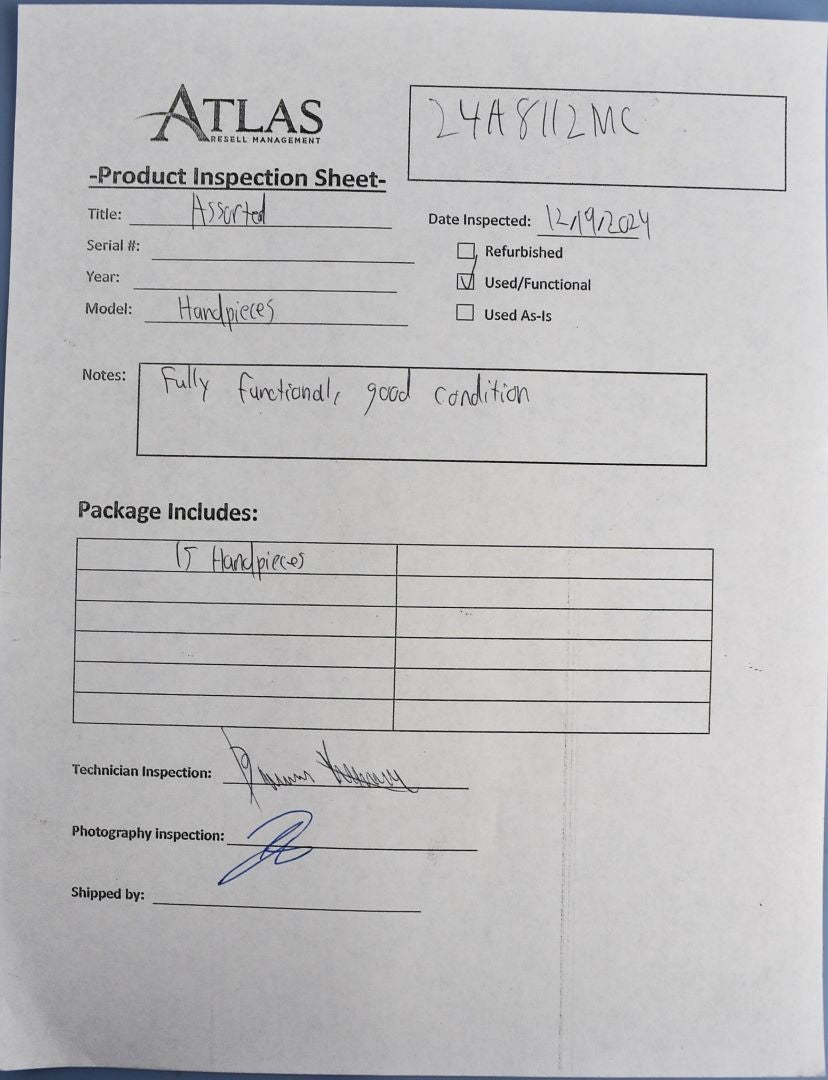 ATLAS
RESELL MANAGEMENT
24A8112MC
-Product Inspection Sheet-
Title: Assorted
Date Inspected: 12/19/2024
Serial #:
Refurbished
Year:
Used/Functional
Model: Handpieces
Used As-Is
Notes: Fully functional, good condition
Package Includes:
15 Handpieces
Technician Inspection:
Photography inspection:
Shipped by: